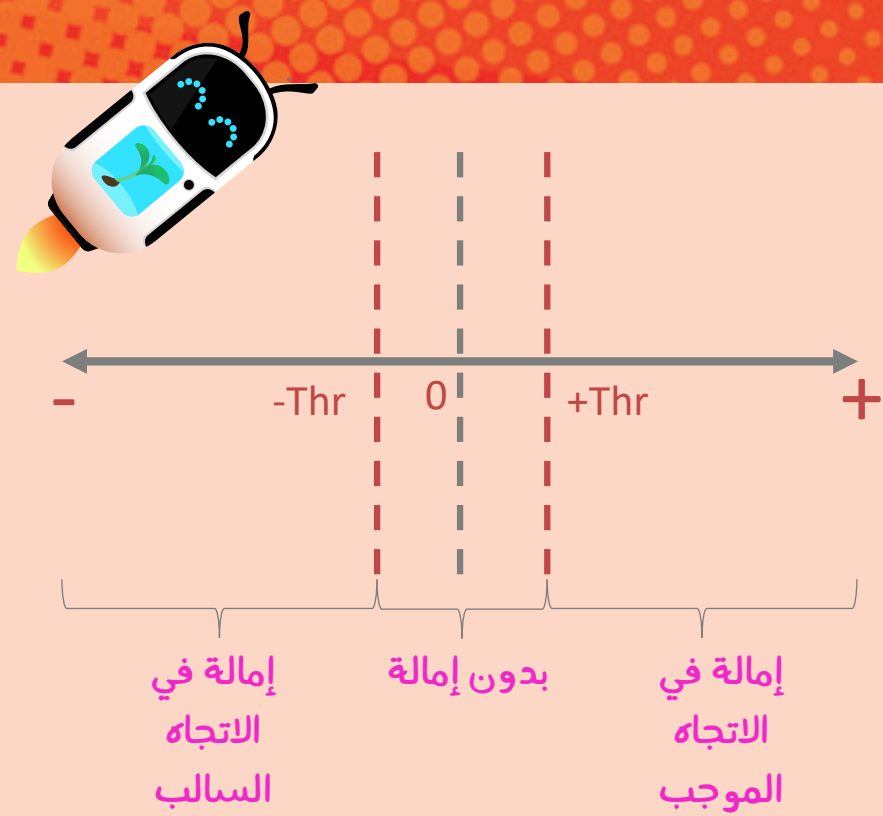 - -Thr 0 +Thr +
إمالة في
الاتجاه
الموجب
بدون إمالة
إمالة في
الاتجاه
السالب